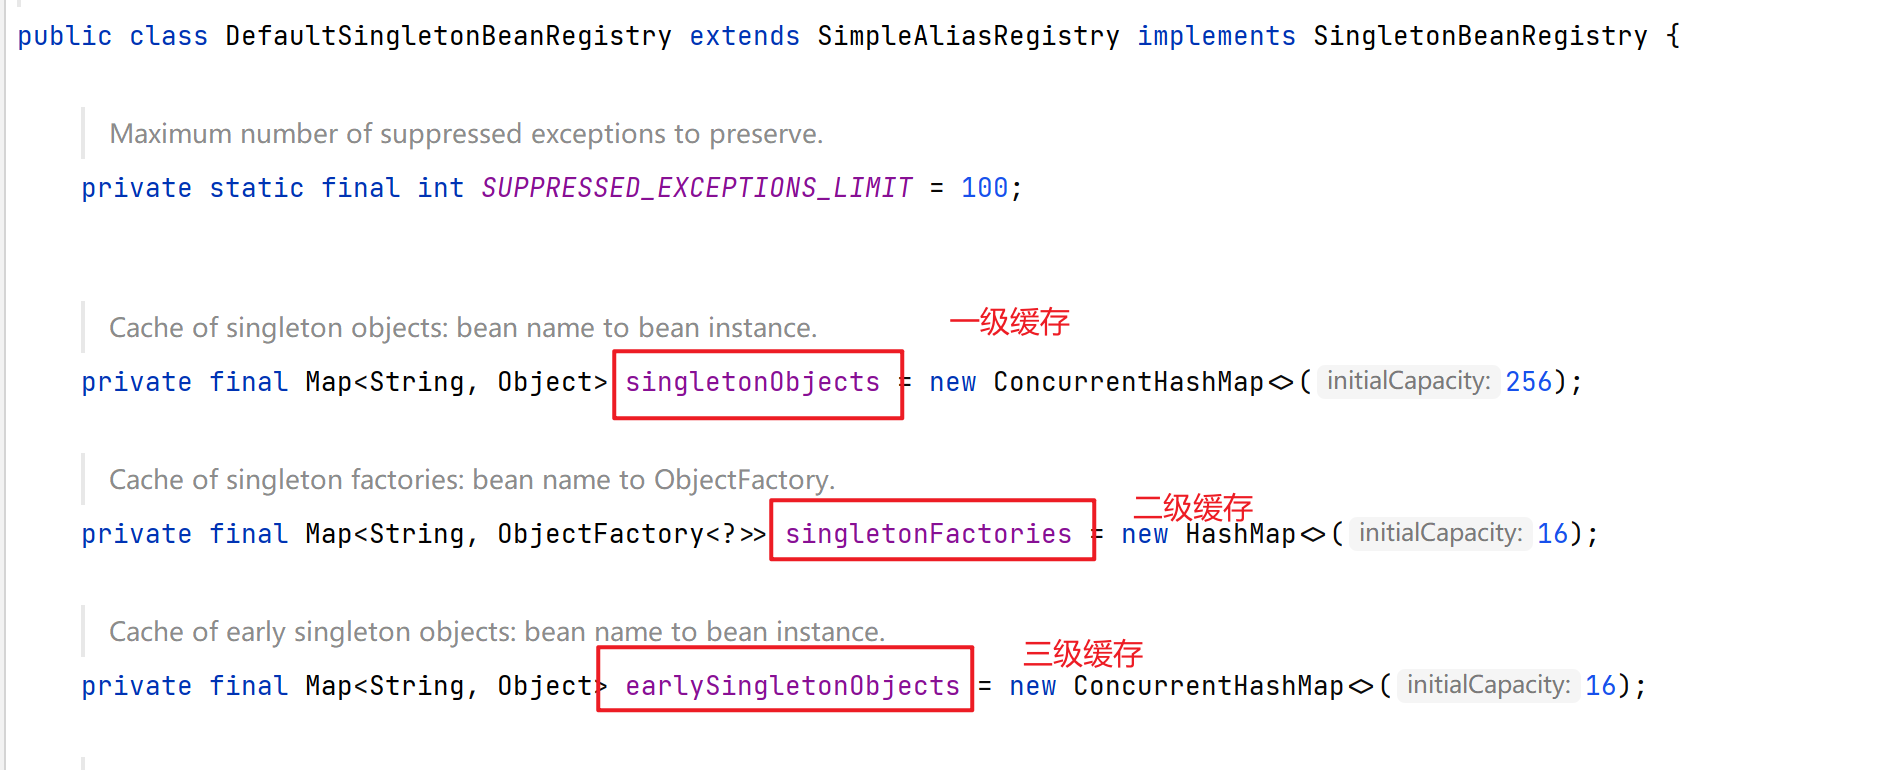 public class DefaultSingletonBeanRegistry extends SimpleAliasRegistry implements SingletonBeanRegistry {
Maximum number of suppressed exceptions to preserve.
private static final int SUPPRESSED_EXCEPTIONS_LIMIT = 100;
Cache of singleton objects: bean name to bean instance.
一级缓存
private final Map<String, Object> singletonObjects = new ConcurrentHashMap<>( initialCapacity: 256);
Cache of singleton factories: bean name to ObjectFactory.
二级缓存
private final Map<String, ObjectFactory<?>> singletonFactories = new HashMap<>( initialCapacity: 16);
Cache of early singleton objects: bean name to bean instance.
三级缓存
private final Map<String, Object> earlySingletonObjects = new ConcurrentHashMap<>( initialCapacity: 16);